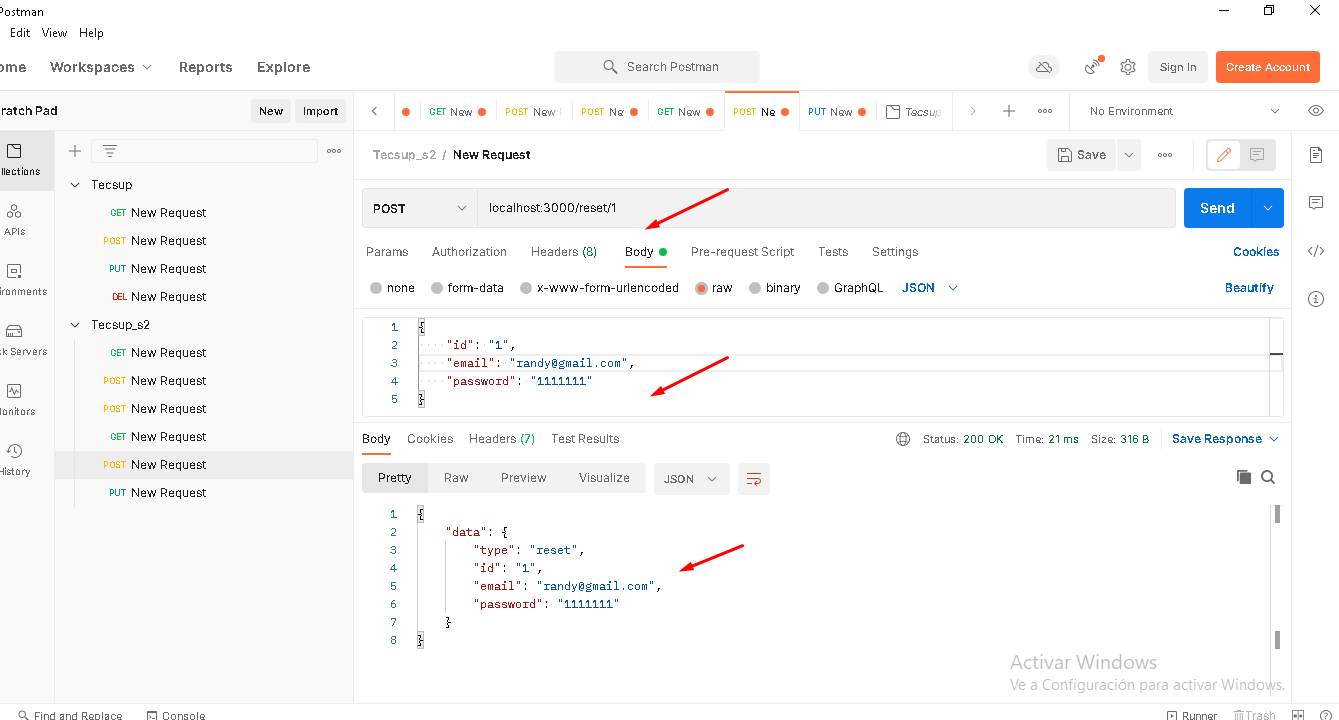 Postman
Edit View Help
ome Workspaces Reports Explore
Search Postman
Sign In
Create Account
ratch Pad
New
Import
GET New
POST New
POST Ne
GET New
POST Ne
PUT New
Tecsup
No Environment
llections
APIs
ironments
k Servers
onitors
History
Tecsup
GET New Request
POST New Request
PUT New Request
DEL New Request
Tecsup_s2
GET New Request
POST New Request
POST New Request
GET New Request
POST New Request
PUT New Request
Tecsup_s2 / New Request
Save
POST
localhost:3000/reset/1
Send
Params Authorization Headers (8) Body Pre-request Script Tests Settings
Cookies
none form-data x-www-form-urlencoded raw binary GraphQL JSON
Beautify
1 {
2 "id": "1",
3 "email": "randy@gmail.com",
4 "password": "1111111"
5 }
Body Cookies Headers (7) Test Results
Status: 200 OK Time: 21 ms Size: 316 B
Save Response
Pretty Raw Preview Visualize JSON
1 {
2 "data": {
3 "type": "reset",
4 "id": "1",
5 "email": "randy@gmail.com",
6 "password": "1111111"
7 }
8 }
Activar Windows
Ve a Configuración para activar Windows.
Find and Replace
Console
Runner
Trash